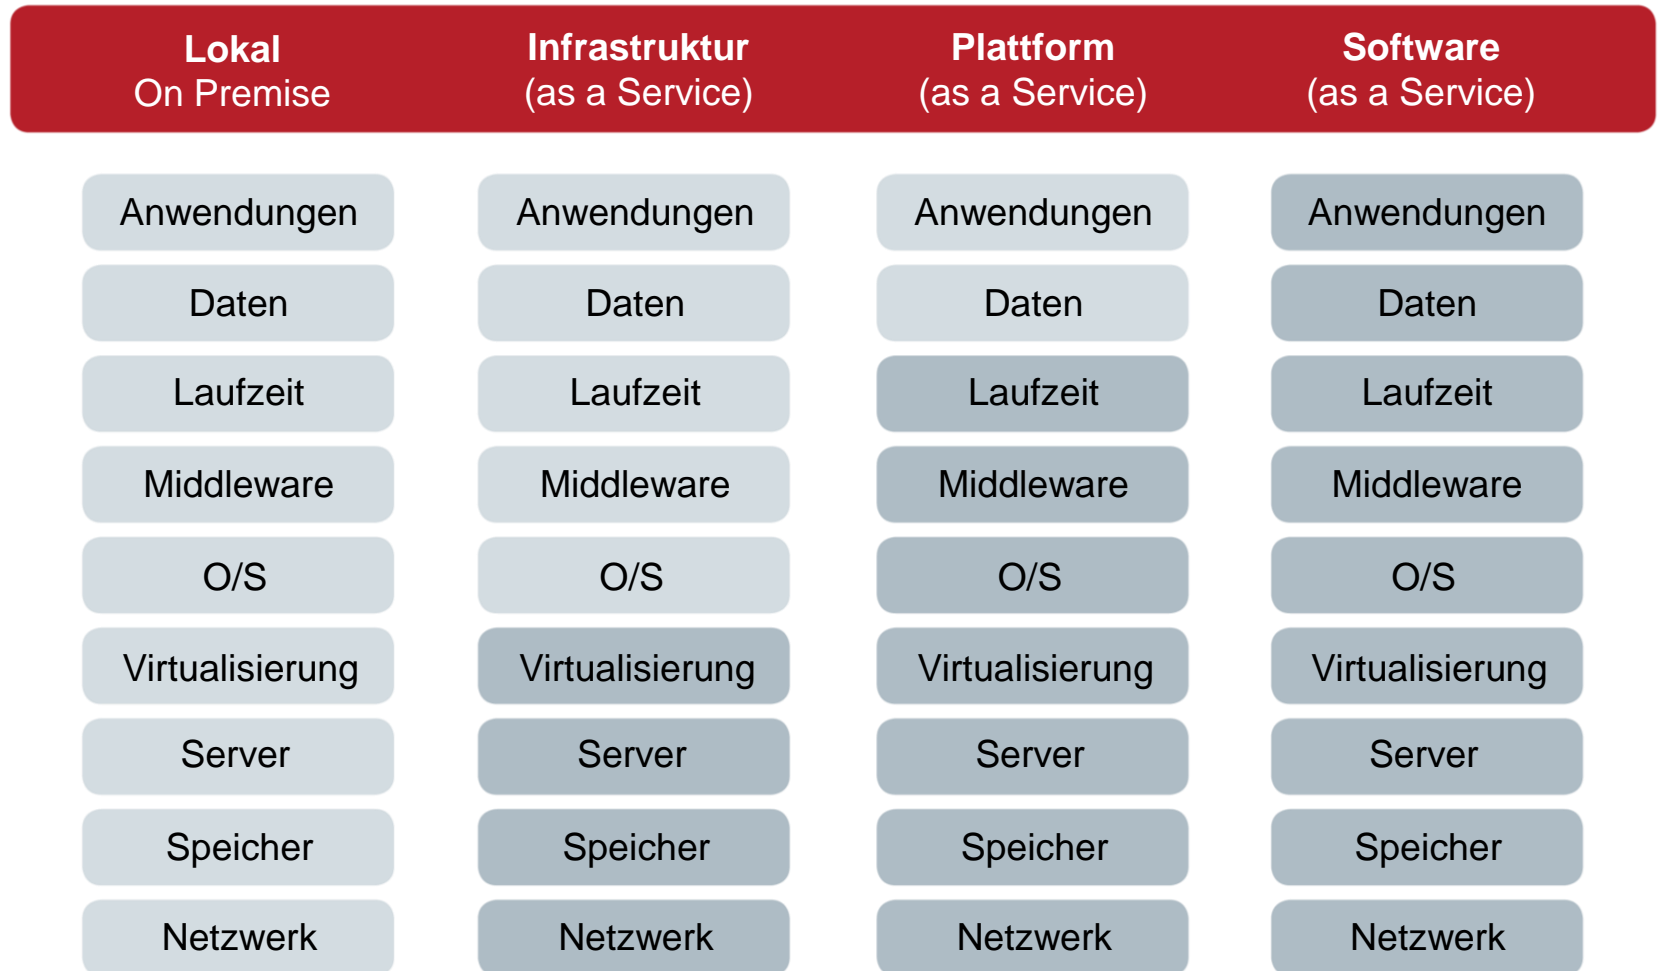 Lokal
On Premise
Infrastruktur
(as a Service)
Plattform
(as a Service)
Software
(as a Service)
Anwendungen
Anwendungen
Anwendungen
Anwendungen
Daten
Daten
Daten
Daten
Laufzeit
Laufzeit
Laufzeit
Laufzeit
Middleware
Middleware
Middleware
Middleware
O/S
O/S
O/S
O/S
Virtualisierung
Virtualisierung
Virtualisierung
Virtualisierung
Server
Server
Server
Server
Speicher
Speicher
Speicher
Speicher
Netzwerk
Netzwerk
Netzwerk
Netzwerk